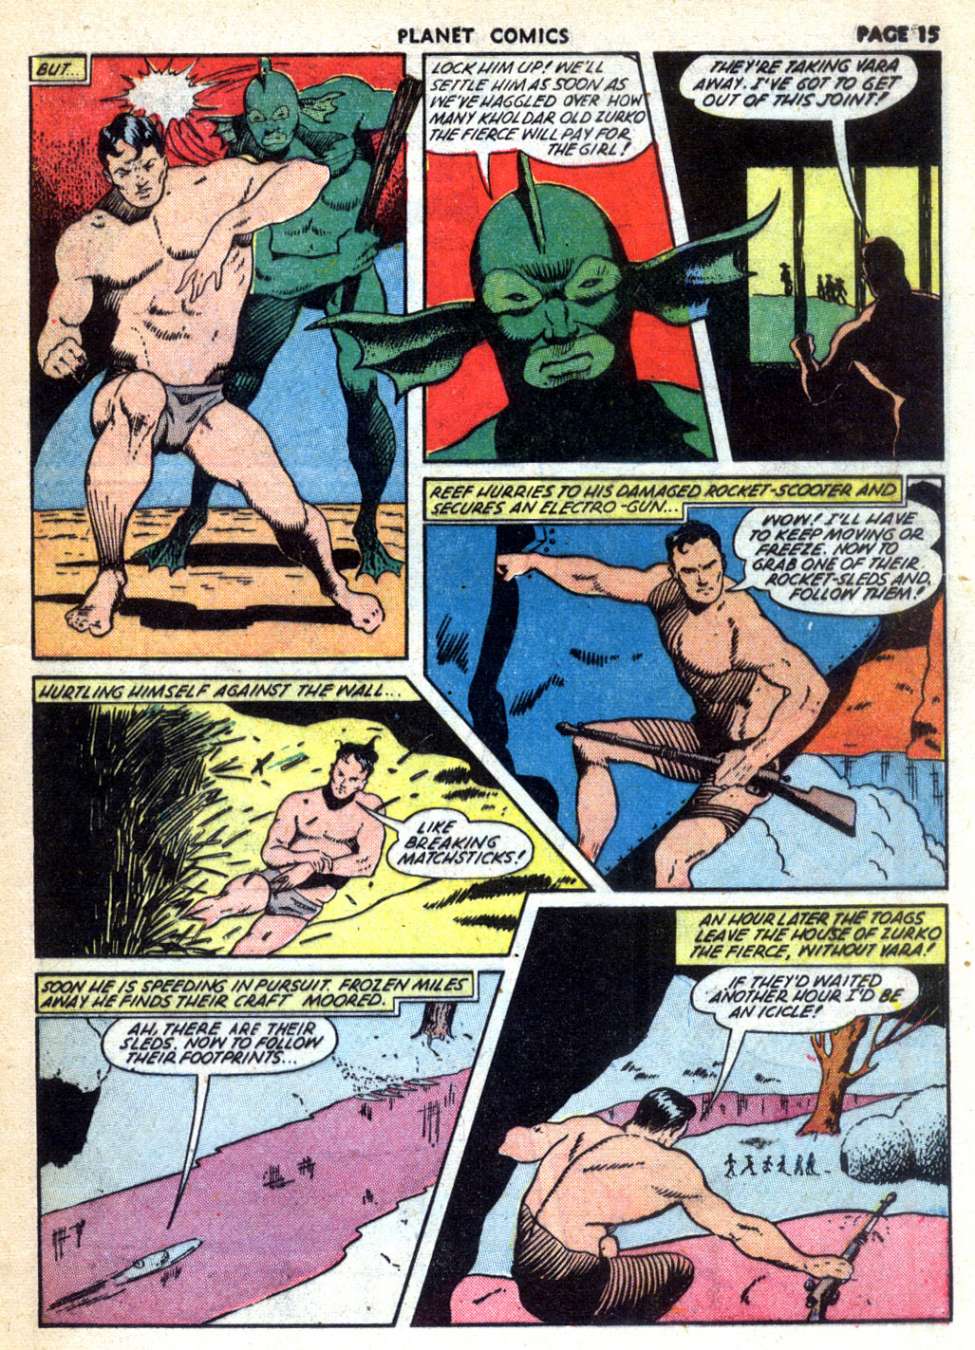 PLANET COMICS
PAGE 15
BUT...
LOCK HIM UP! WE'LL
SETTLE HIM AS SOON AS
WE'VE HAGGLED OVER HOW
MANY KHOLDAR OLD ZURKO
THE FIERCE WILL PAY FOR
THE GIRL!
THEY'RE TAKING VARA
AWAY. I'VE GOT TO GET
OUT OF THIS JOINT!
HURTLING HIMSELF AGAINST THE WALL...
LIKE
BREAKING
MATCHSTICKS!
REEF HURRIES TO HIS DAMAGED ROCKET-SCOOTER AND
SECURES AN ELECTRO-GUN...
WOW! I'LL HAVE
TO KEEP MOVING OR
FREEZE. NOW TO
GRAB ONE OF THEIR
ROCKET-SLEDS AND
FOLLOW THEM!
SOON HE IS SPEEDING IN PURSUIT. FROZEN MILES
AWAY HE FINDS THEIR CRAFT MOORED.
AH, THERE ARE THEIR
SLEDS. NOW TO FOLLOW
THEIR FOOTPRINTS...
AN HOUR LATER THE TOAGS
LEAVE THE HOUSE OF ZURKO
THE FIERCE, WITHOUT VARA!
IF THEY'D WAITED
ANOTHER HOUR I'D BE
AN ICICLE!